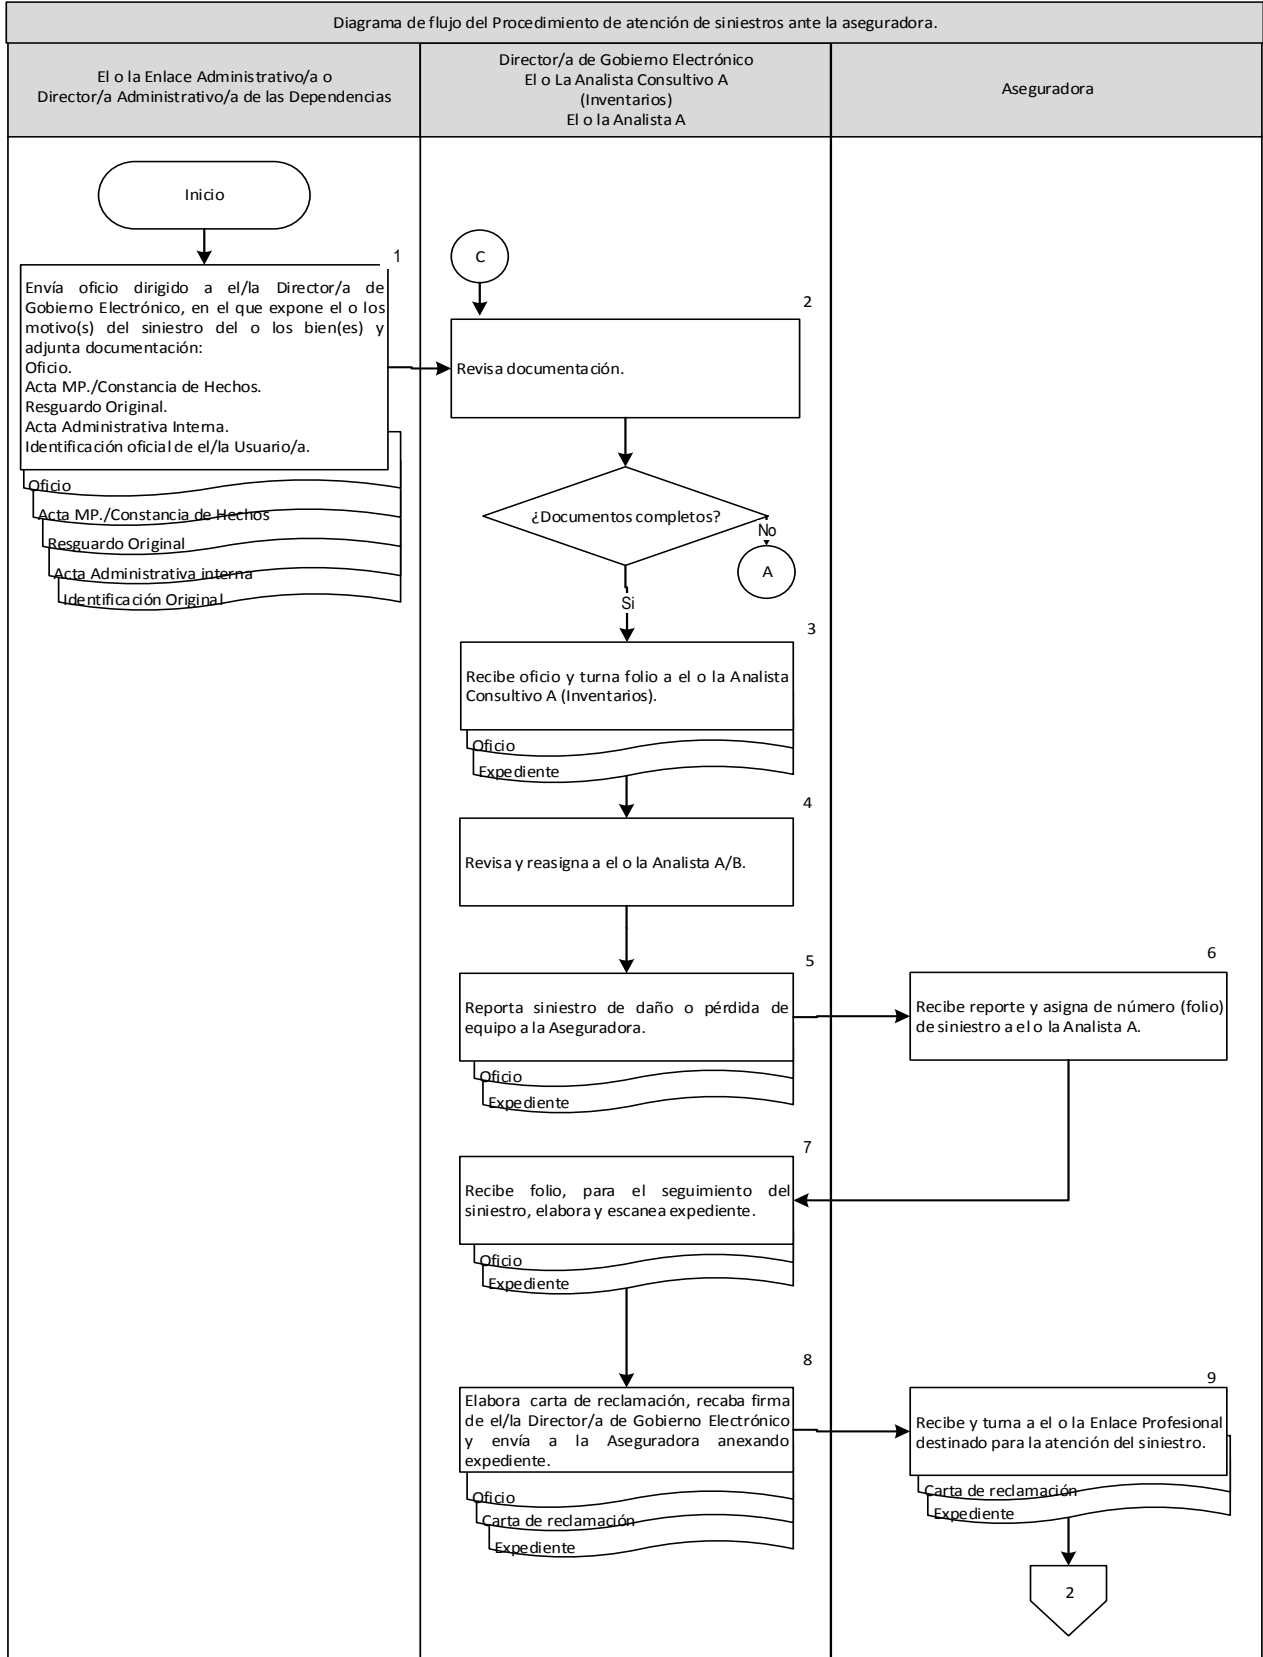 Diagrama de flujo del Procedimiento de atención de siniestros ante la aseguradora.
El o la Enlace Administrativo/a o
Director/a Administrativo/a de las Dependencias
Director/a de Gobierno Electrónico
El o La Analista Consultivo A
(Inventarios)
El o la Analista A
Aseguradora
Inicio
1
Envía oficio dirigido a el/la Director/a de
Gobierno Electrónico, en el que expone el o los
motivo(s) del siniestro del o los bien(es) y
adjunta documentación:
Oficio.
Acta MP./Constancia de Hechos.
Resguardo Original.
Acta Administrativa Interna.
Identificación oficial de el/la Usuario/a.
Oficio
Acta MP./Constancia de Hechos
Resguardo Original
Acta Administrativa interna
Identificación Original
C
2
Revisa documentación.
¿Documentos completos?
No
A
Si
3
Recibe oficio y turna folio a el o la Analista
Consultivo A (Inventarios).
Oficio
Expediente
4
Revisa y reasigna a el o la Analista A/B.
5
Reporta siniestro de daño o pérdida de
equipo a la Aseguradora.
Oficio
Expediente
6
Recibe reporte y asigna de número (folio)
de siniestro a el o la Analista A.
7
Recibe folio, para el seguimiento del
siniestro, elabora y escanea expediente.
Oficio
Expediente
8
Elabora carta de reclamación, recaba firma
de el/la Director/a de Gobierno Electrónico
y envía a la Aseguradora anexando
expediente.
Oficio
Carta de reclamación
Expediente
9
Recibe y turna a el o la Enlace Profesional
destinado para la atención del siniestro.
Carta de reclamación
Expediente
2